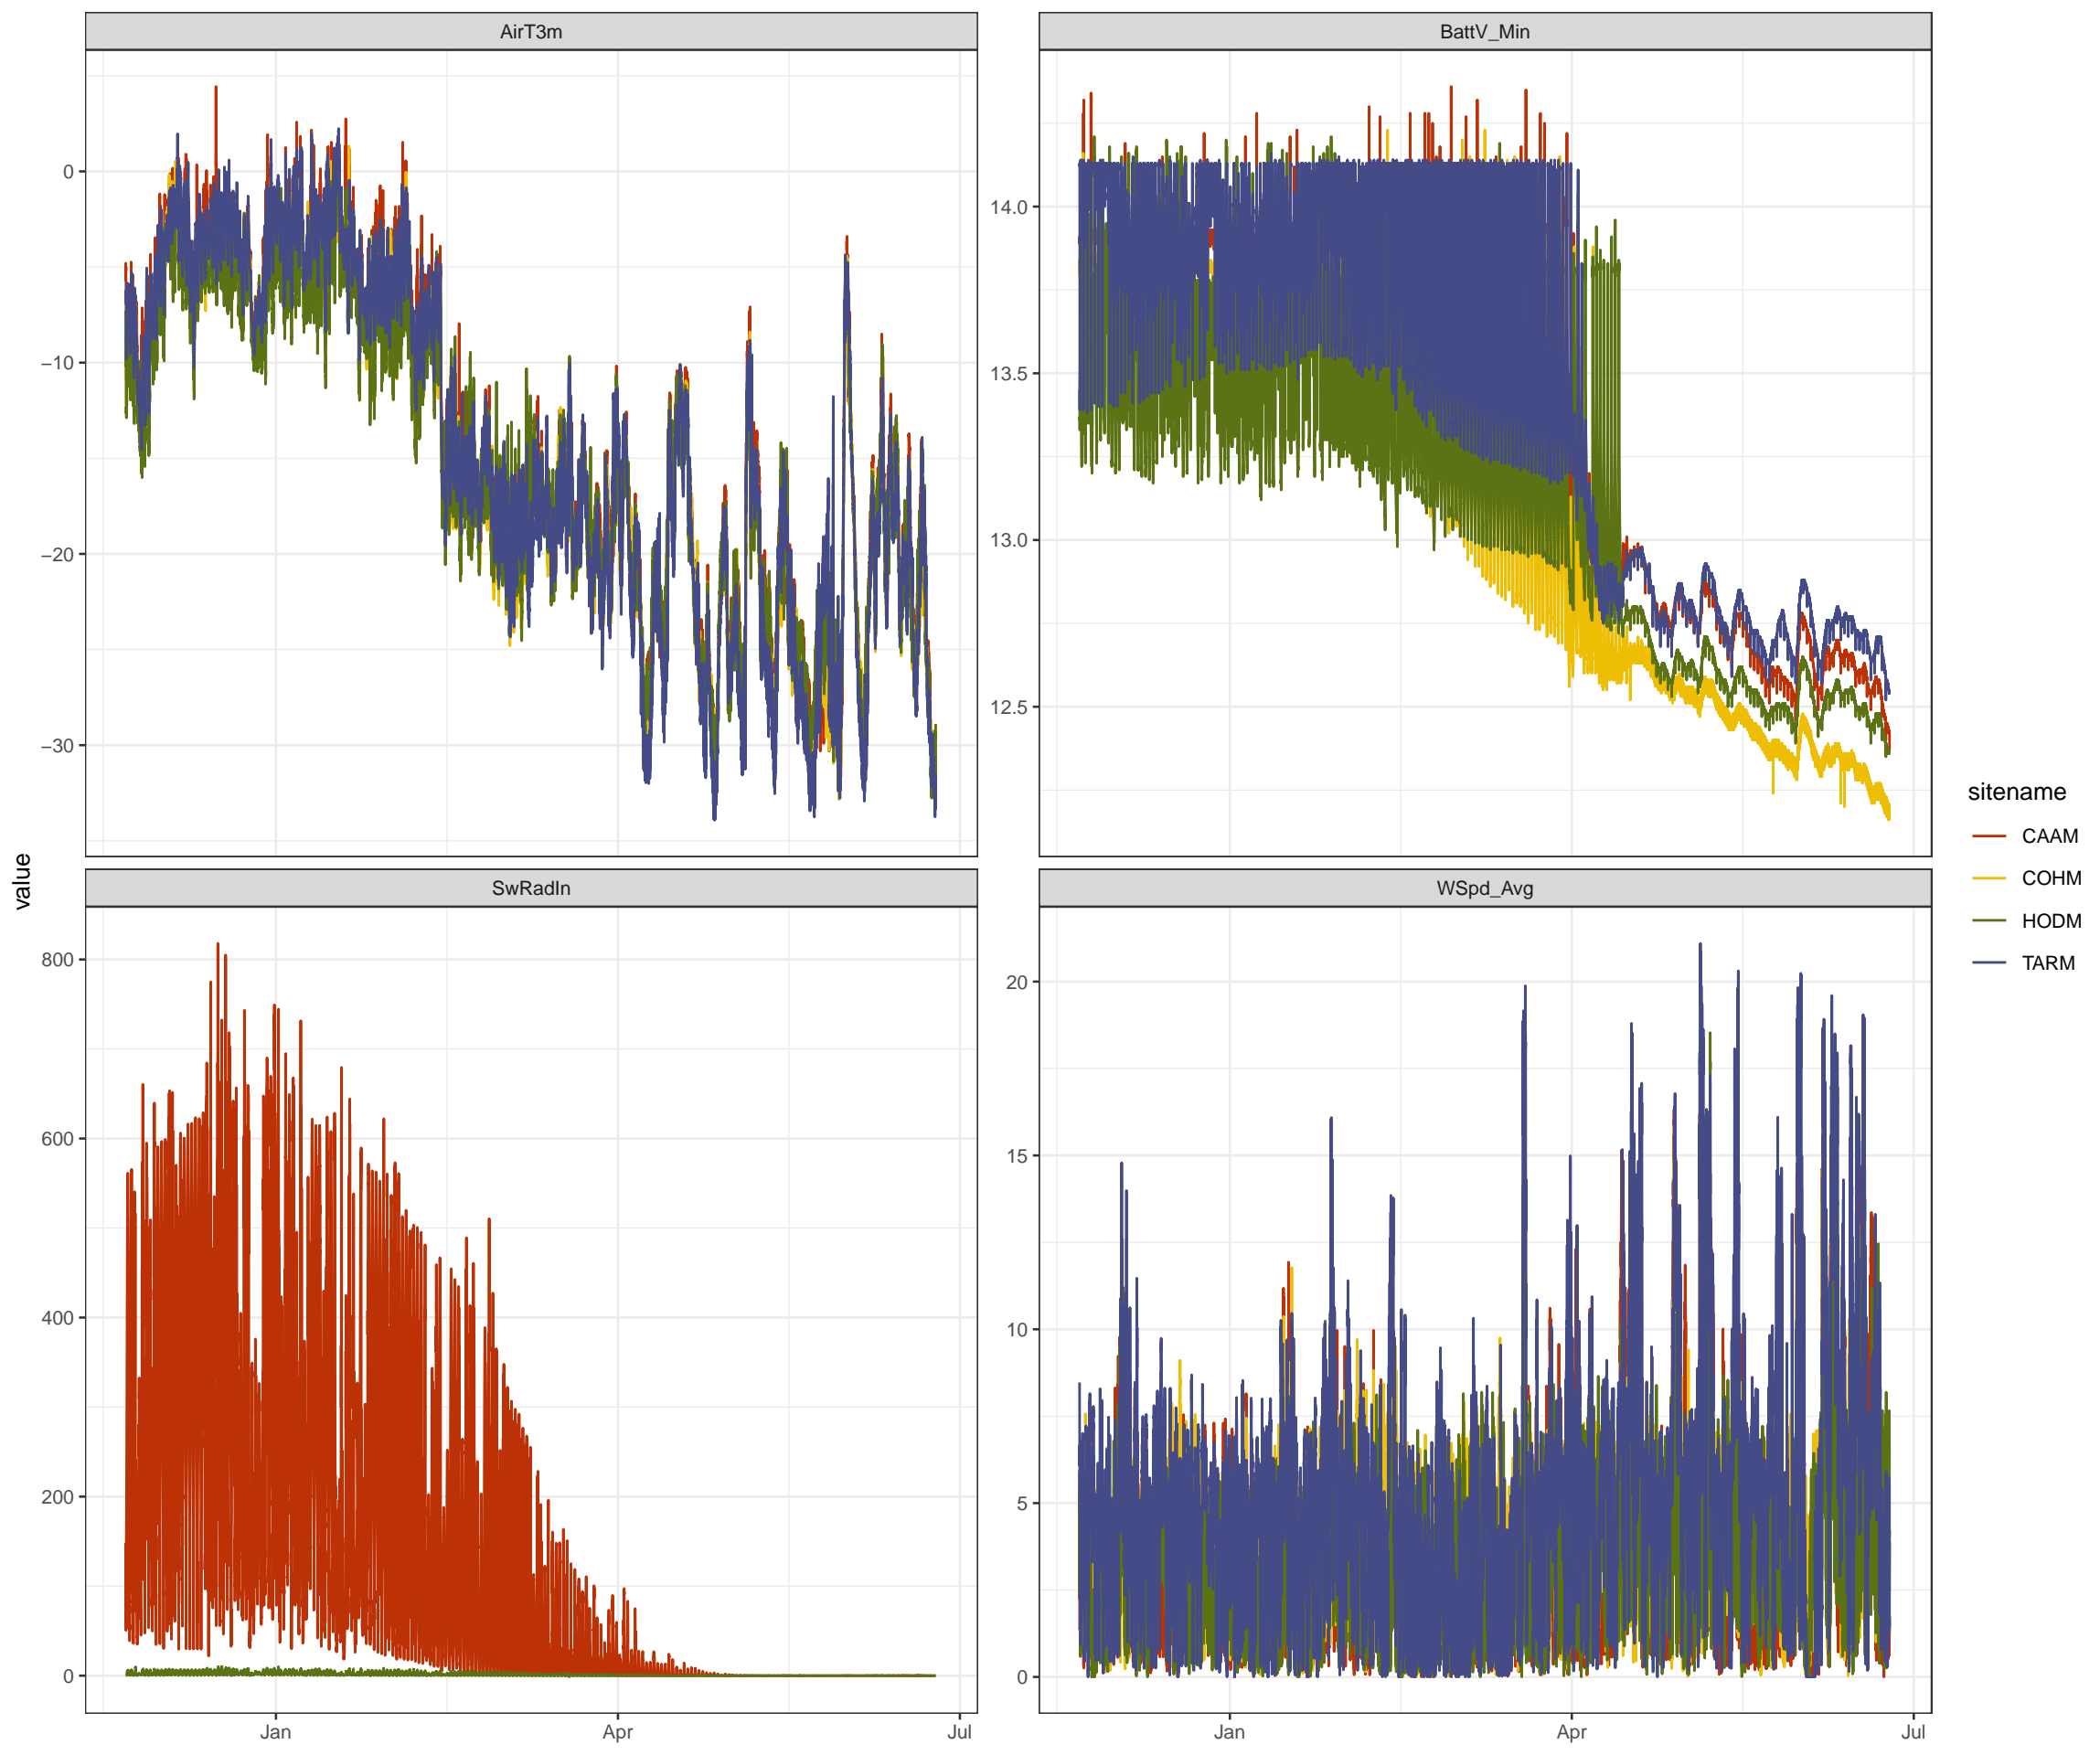 AirT3m
BattV_Min
0
−10
−20
−30
14.0
13.5
13.0
12.5
value
SwRadIn
WSpd_Avg
800
600
400
200
0
20
15
10
5
0
Jan
Apr
Jul
Jan
Apr
Jul
sitename
CAAM
COHM
HODM
TARM